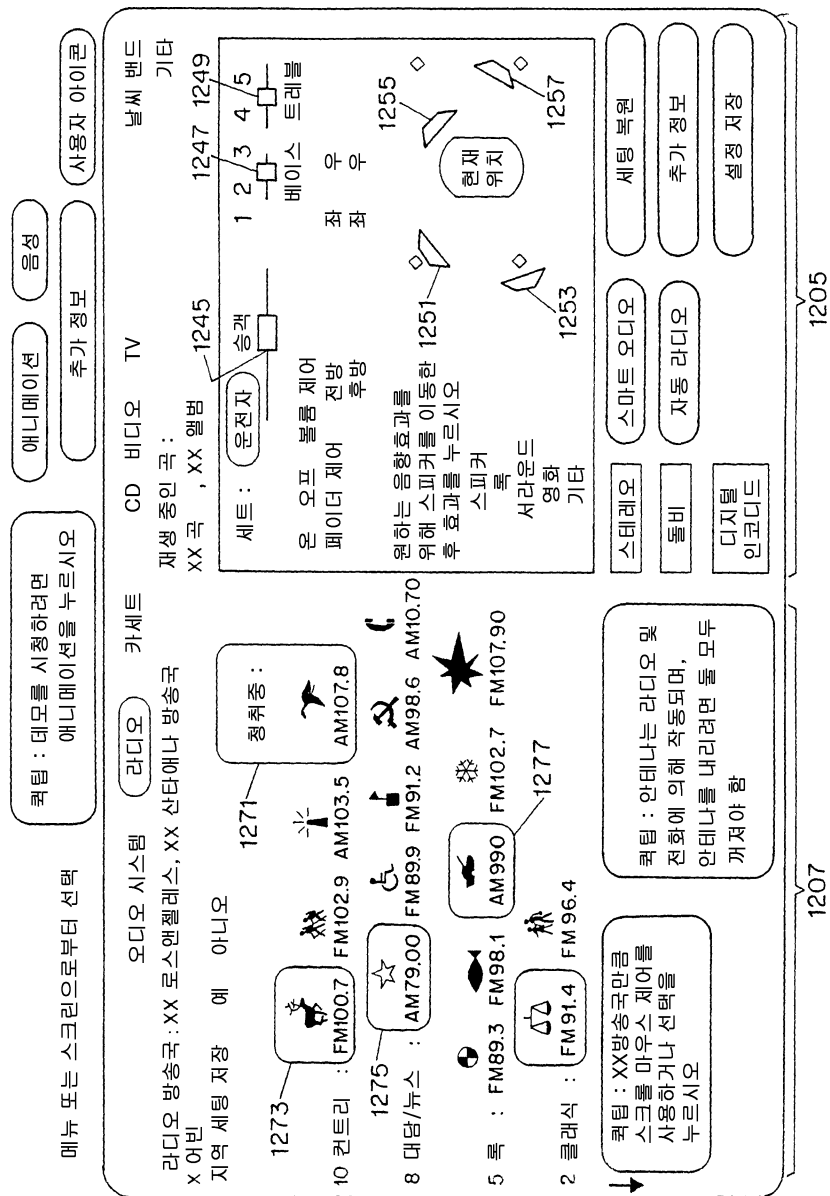 메뉴 또는 스크린으로부터 선택
퀵팁 : 데모를 시청하려면
애니메이션을 누르시오
애니메이션
음성
추가 정보
사용자 아이콘
오디오 시스템
라디오
카세트
CD
비디오
TV
날씨 밴드
기타
라디오 방송국 : XX 로스앤젤레스, XX 산타애나 방송국
X 어빈
지역 세팅 저장
예
아니오
재생 중인 곡 :
XX 곡 , XX 앨범
1271
청취중 :
AM107.8
1273
10 컨트리 : FM100.7 FM102.9 AM103.5
1275
8 대담/뉴스 : AM79.00 FM89.9 FM91.2 AM98.6 AM10.70
5 록 : FM89.3 FM98.1 AM990 FM102.7 FM107.90
1277
2 클래식 : FM91.4 FM96.4
1245
1247
1249
세트 : 운전자 승객
1 2 3 4 5
베이스 트레블
온 오프 볼륨 제어
페이더 제어 전방 좌 우
후방 좌 우
원하는 음향효과를
위해 스피커를 이동한
후 효과를 누르시오
스피커
록
서라운드
영화
기타
1251
1253
1255
1257
현재
위치
퀵팁 : XX방송국만큼
스크롤 마우스 제어를
사용하거나 선택을
누르시오
퀵팁 : 안테나는 라디오 및
전화에 의해 작동되며,
안테나를 내리려면 둘 모두
꺼져야 함
스테레오
돌비
디지털
인코디드
스마트 오디오
자동 라디오
세팅 복원
추가 정보
설정 저장
1207
1205